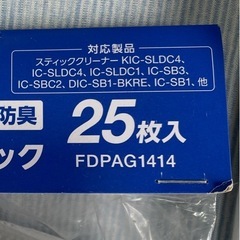 対応製品
スティッククリーナー KIC-SLDC4、
IC-SLDC4、IC-SLDC1、IC-SB3、
IC-SBC2、DIC-SB1-BKRE、IC-SB1、他
防臭
25枚入
ック
FDPAG1414